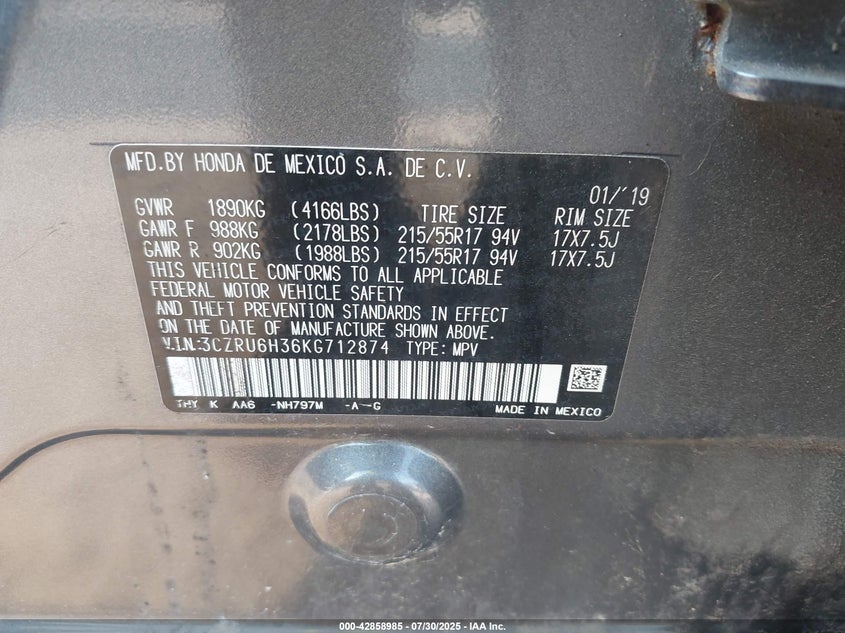 MFD.BY HONDA DE MEXICO S.A. DE C.V.
01/'19
GVWR 1890KG (4166LBS) TIRE SIZE RIM SIZE
GAWR F 988KG (2178LBS) 215/55R17 94V 17X7.5J
GAWR R 902KG (1988LBS) 215/55R17 94V 17X7.5J
THIS VEHICLE CONFORMS TO ALL APPLICABLE
FEDERAL MOTOR VEHICLE SAFETY
AND THEFT PREVENTION STANDARDS IN EFFECT
ON THE DATE OF MANUFACTURE SHOWN ABOVE.
V.I.N:3CZRU6H36KG712874 TYPE: MPV
THY K AA6 -NH797M -A--G
MADE IN MEXICO
000-42858985 - 07/30/2025 - IAA Inc.